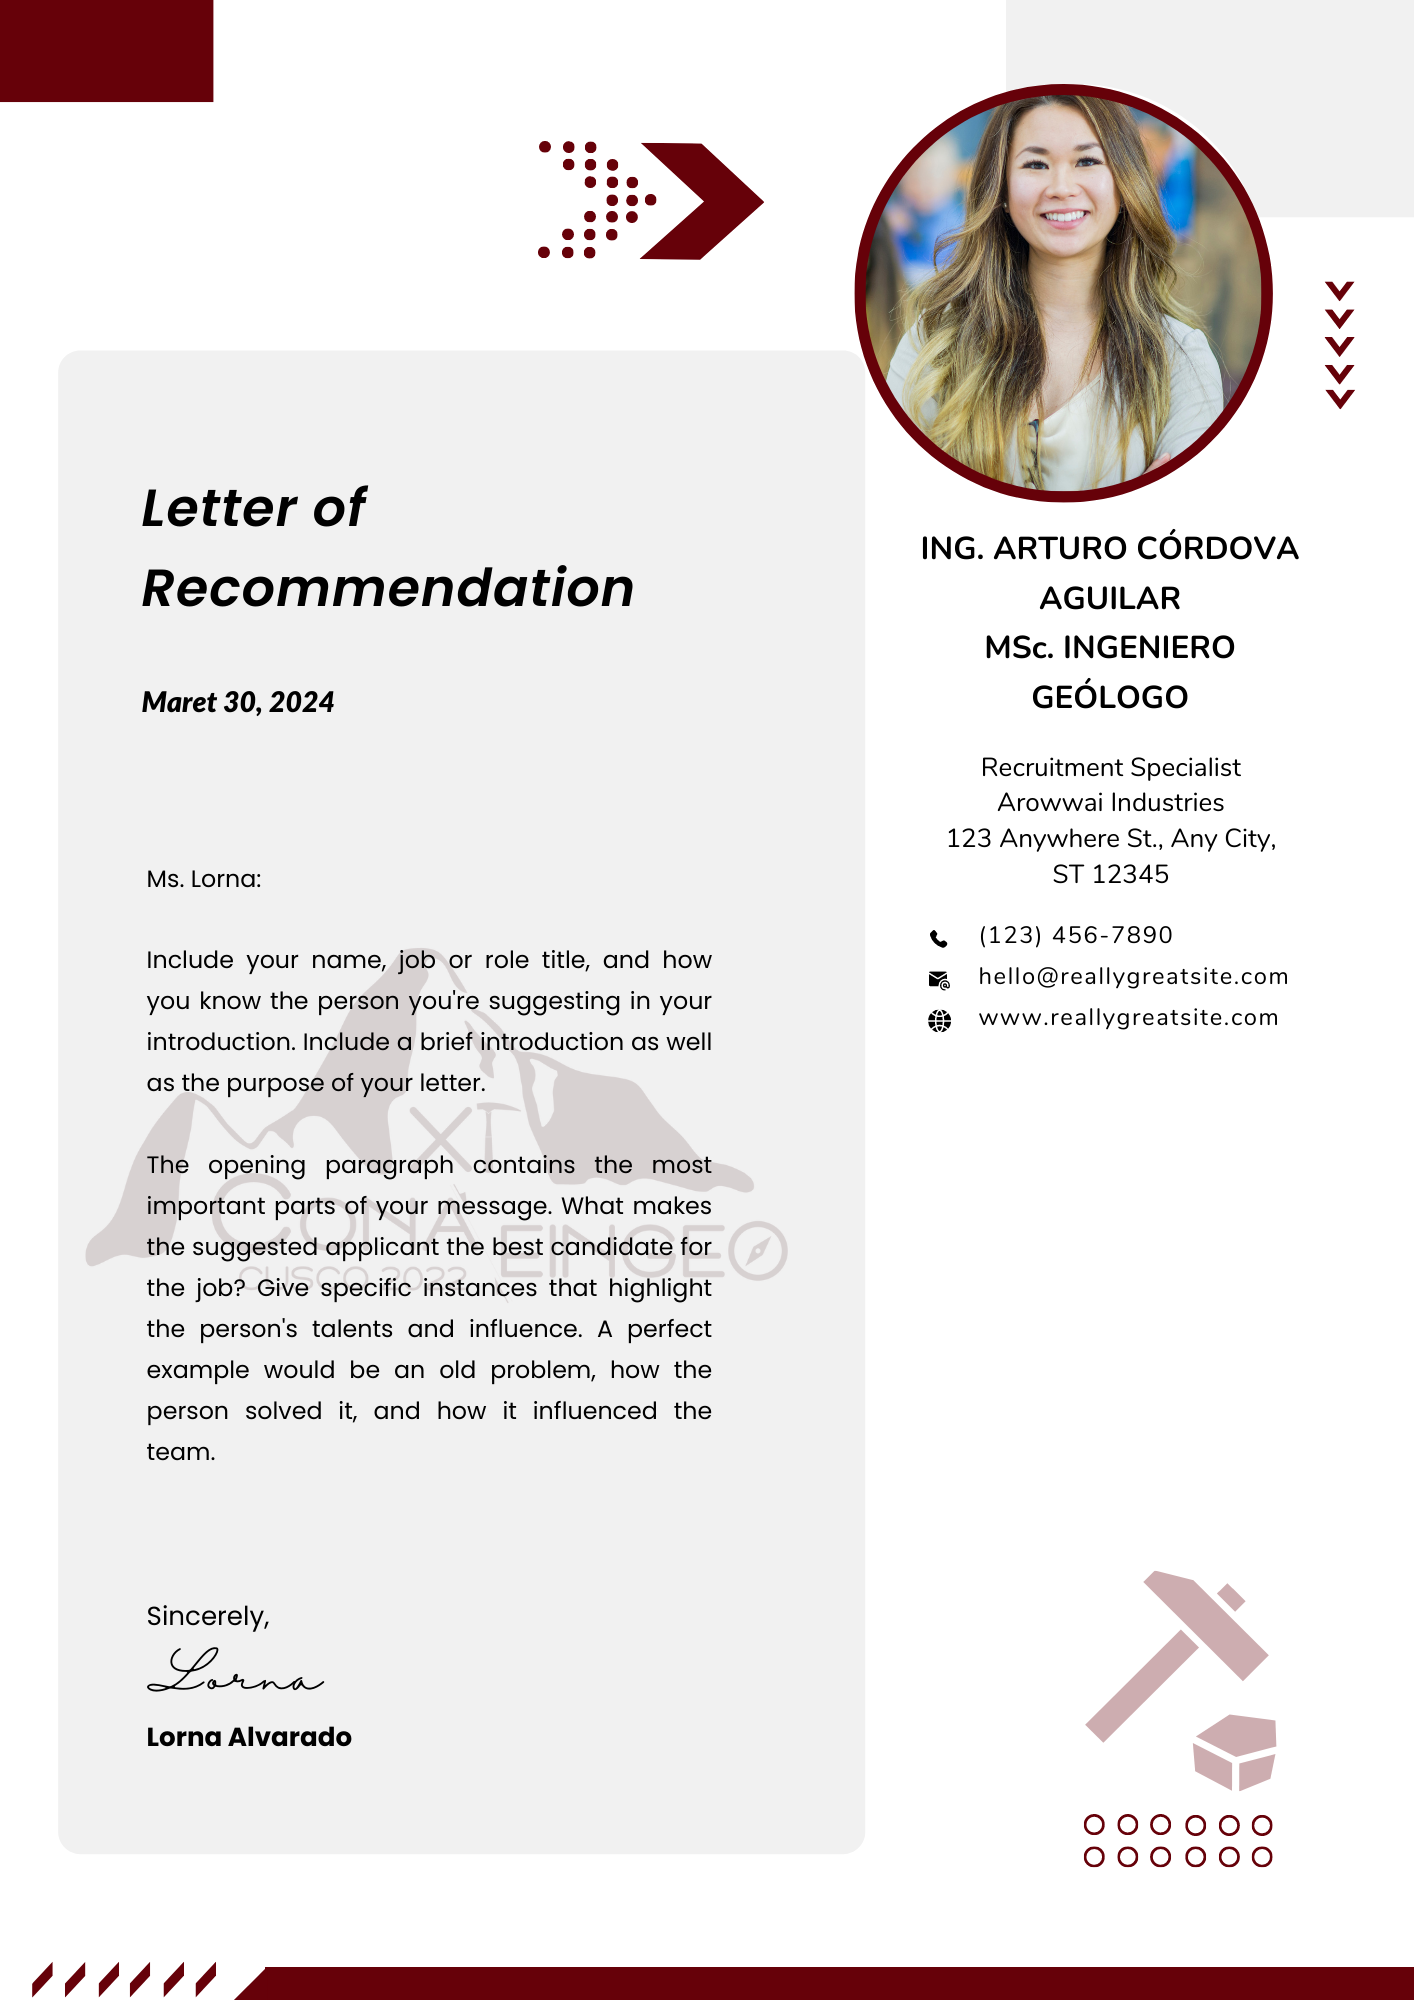 Letter of
Recommendation
Maret 30, 2024
Ms. Lorna:
Include your name, job or role title, and how
you know the person you're suggesting in your
introduction. Include a brief introduction as well
as the purpose of your letter.
The opening paragraph contains the most
important parts of your message. What makes
the suggested applicant the best candidate for
the job? Give specific instances that highlight
the person's talents and influence. A perfect
example would be an old problem, how the
person solved it, and how it influenced the
team.
XI
CONA EINGEO
CUSCO 2022
Sincerely,
Lorna
Lorna Alvarado
ING. ARTURO CÓRDOVA
AGUILAR
MSc. INGENIERO
GEÓLOGO
Recruitment Specialist
Arowwai Industries
123 Anywhere St., Any City,
ST 12345
(123) 456-7890
hello@reallygreatsite.com
www.reallygreatsite.com